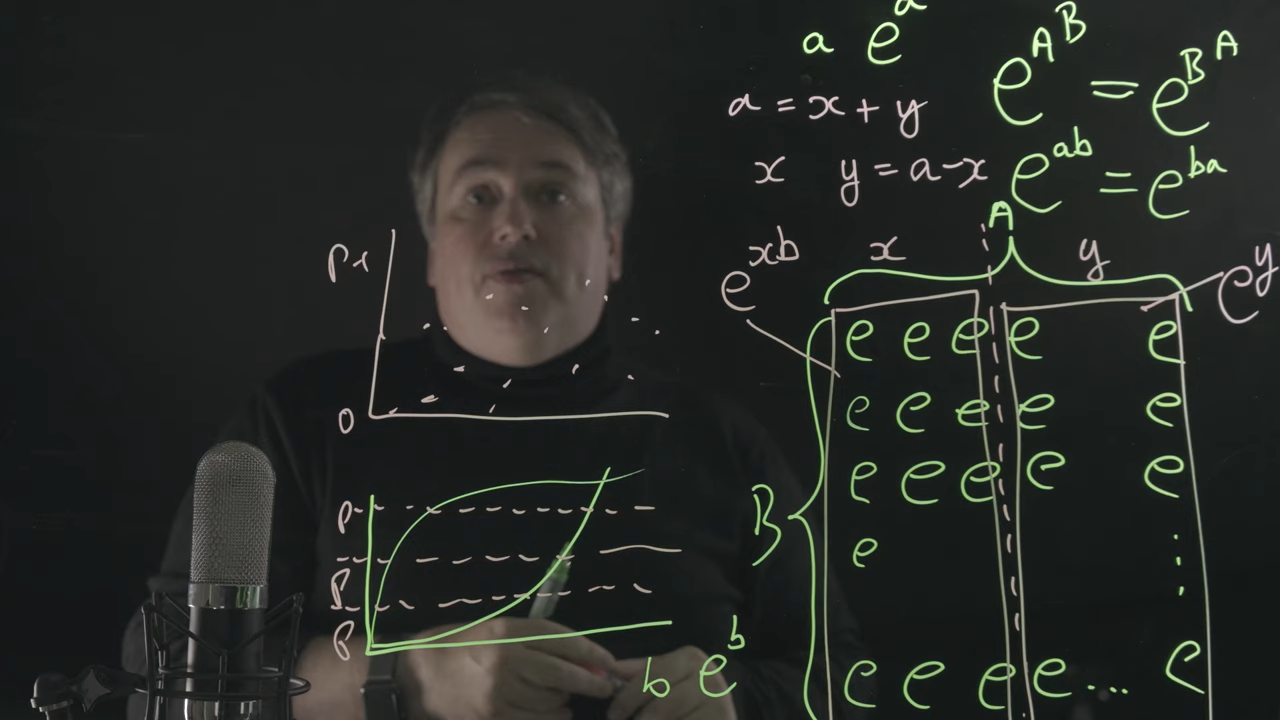 a e^a
e^A^B = e^B^A
a = x + y
x y = a - x
e^ab = e^ba
A
e^xb x y e^y
e e e e e
e e e e e
e e e e e
B e ⋮
e e e e ... e
0
P
b e^b